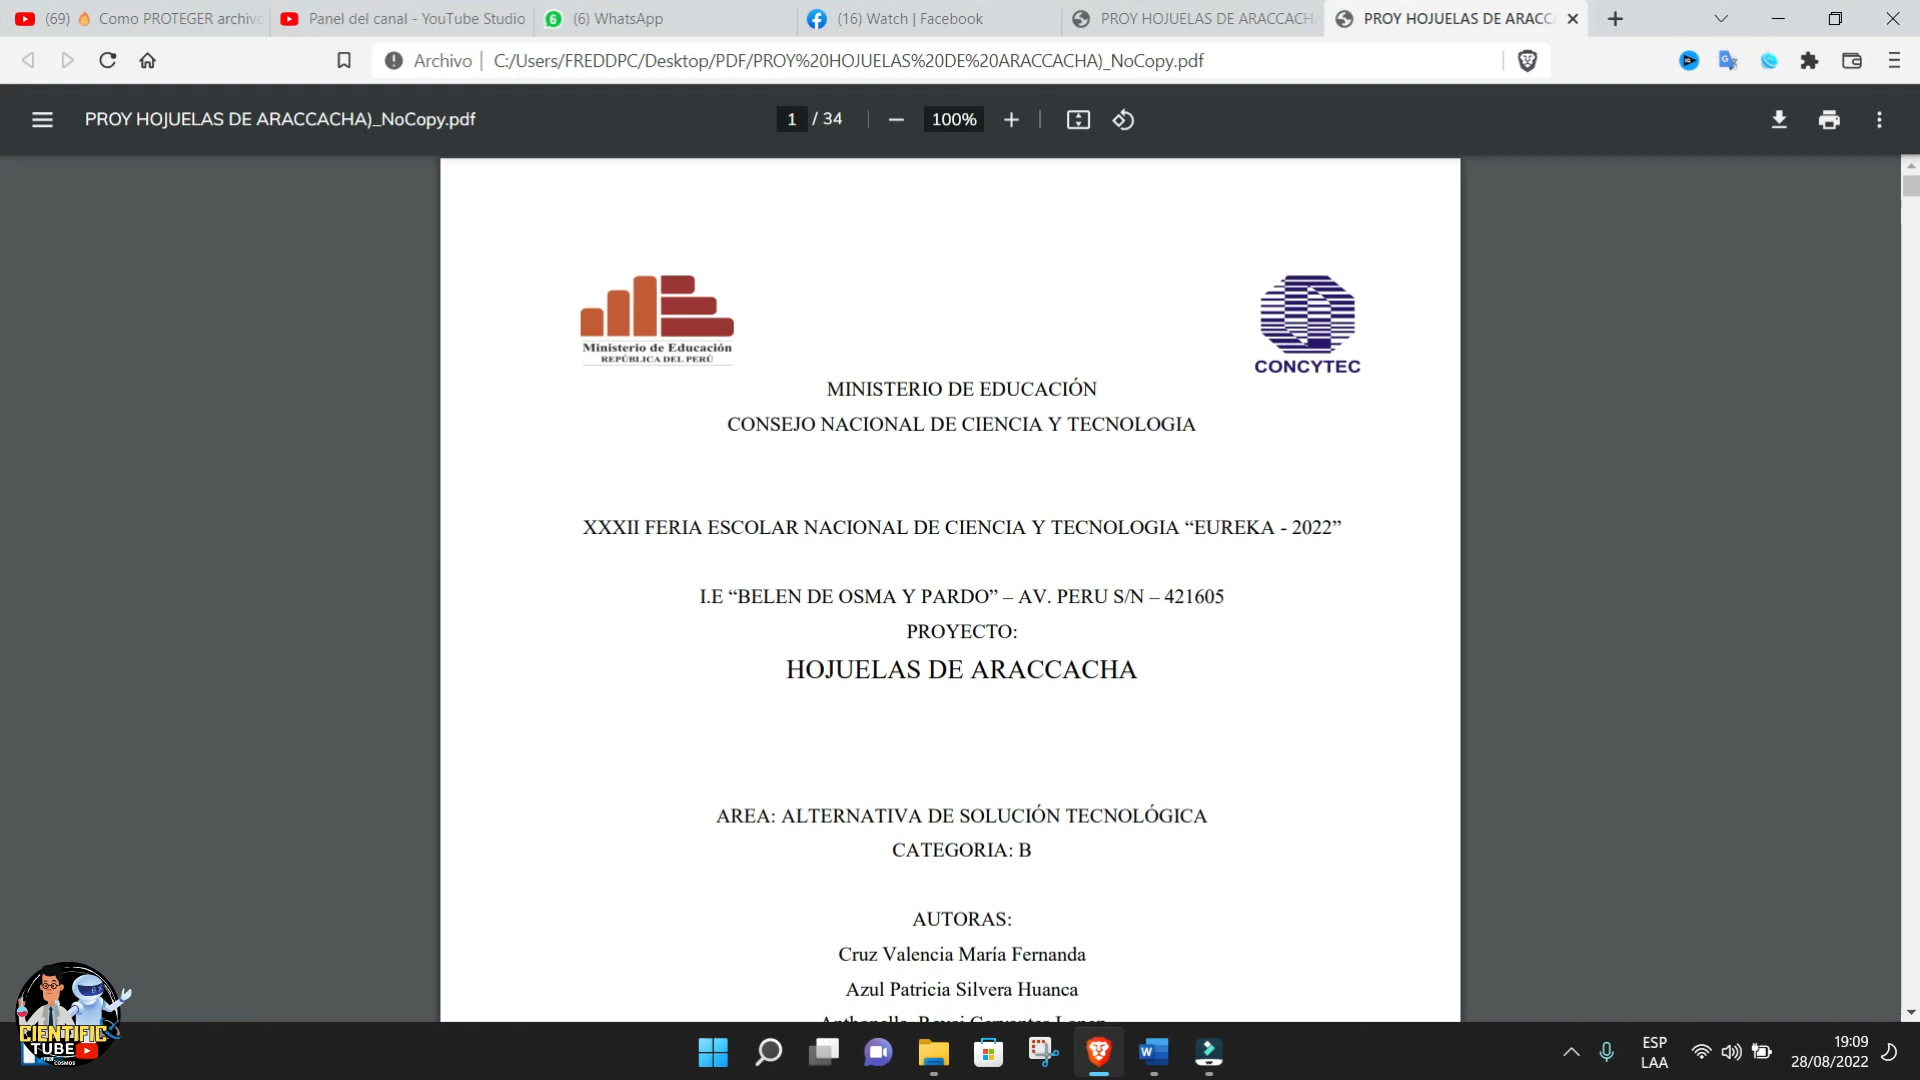 (69) 🔥 Como PROTEGER archiv
Panel del canal - YouTube Studio
(6) WhatsApp
(16) Watch | Facebook
PROY HOJUELAS DE ARACCACH
PROY HOJUELAS DE ARACC
Archivo
C:/Users/FREDDPC/Desktop/PDF/PROY%20HOJUELAS%20DE%20ARACCACHA)_NoCopy.pdf
PROY HOJUELAS DE ARACCACHA)_NoCopy.pdf
1 / 34
100%
Ministerio de Educación
REPÚBLICA DEL PERÚ
CONCYTEC
MINISTERIO DE EDUCACIÓN
CONSEJO NACIONAL DE CIENCIA Y TECNOLOGIA
XXXII FERIA ESCOLAR NACIONAL DE CIENCIA Y TECNOLOGIA “EUREKA - 2022”
I.E “BELEN DE OSMA Y PARDO” – AV. PERU S/N – 421605
PROYECTO:
HOJUELAS DE ARACCACHA
AREA: ALTERNATIVA DE SOLUCIÓN TECNOLÓGICA
CATEGORIA: B
AUTORAS:
Cruz Valencia María Fernanda
Azul Patricia Silvera Huanca
CIENTIFIC
TUBE
PROF. COSMOS
ESP
LAA
19:09
28/08/2022